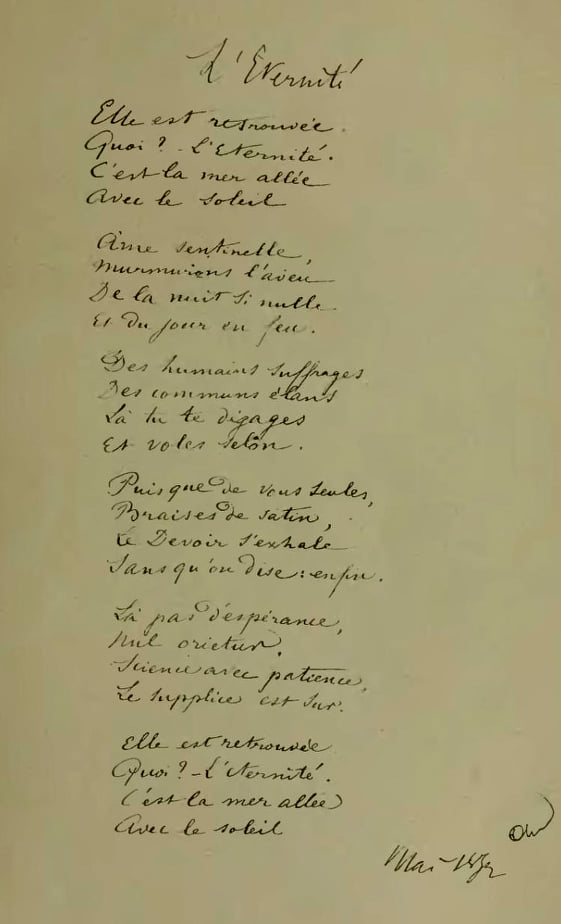 L'Eternité
Elle est retrouvée.
Quoi ? - L'Eternité.
C'est la mer allée
Avec le soleil
Ame sentinelle,
Murmurons l'aveu
De la nuit si nulle
Et du jour en feu.
Des humains suffrages
Des communs élans
Là tu te dégages
Et voles selon.
Puisque de vous seules,
Braises de satin,
Le Devoir s'exhale
Sans qu'on dise : enfin.
Là pas d'espérance,
Nul orietur.
Science avec patience,
Le supplice est sûr.
Elle est retrouvée
Quoi ? - L'éternité.
C'est la mer allée
Avec le soleil
Mai 1872